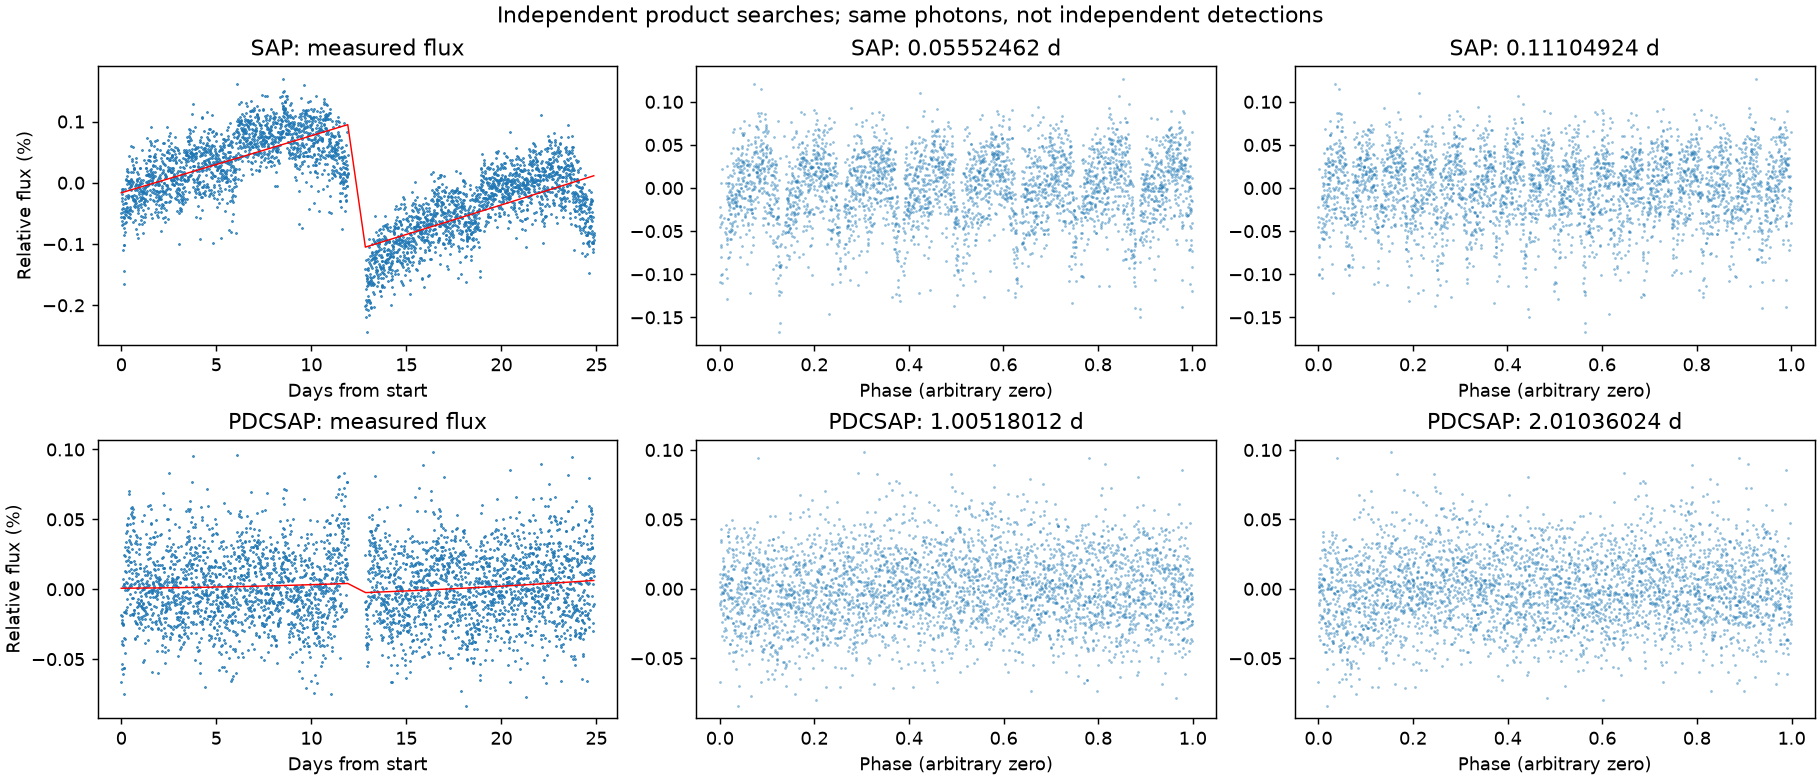 Independent product searches; same photons, not independent detections
SAP: measured flux
Relative flux (%)
0.1
0.0
−0.1
−0.2
0 5 10 15 20 25
Days from start
SAP: 0.05552462 d
0.10
0.05
0.00
−0.05
−0.10
−0.15
0.0 0.2 0.4 0.6 0.8 1.0
Phase (arbitrary zero)
SAP: 0.11104924 d
0.10
0.05
0.00
−0.05
−0.10
−0.15
0.0 0.2 0.4 0.6 0.8 1.0
Phase (arbitrary zero)
PDCSAP: measured flux
Relative flux (%)
0.10
0.05
0.00
−0.05
0 5 10 15 20 25
Days from start
PDCSAP: 1.00518012 d
0.10
0.05
0.00
−0.05
0.0 0.2 0.4 0.6 0.8 1.0
Phase (arbitrary zero)
PDCSAP: 2.01036024 d
0.10
0.05
0.00
−0.05
0.0 0.2 0.4 0.6 0.8 1.0
Phase (arbitrary zero)